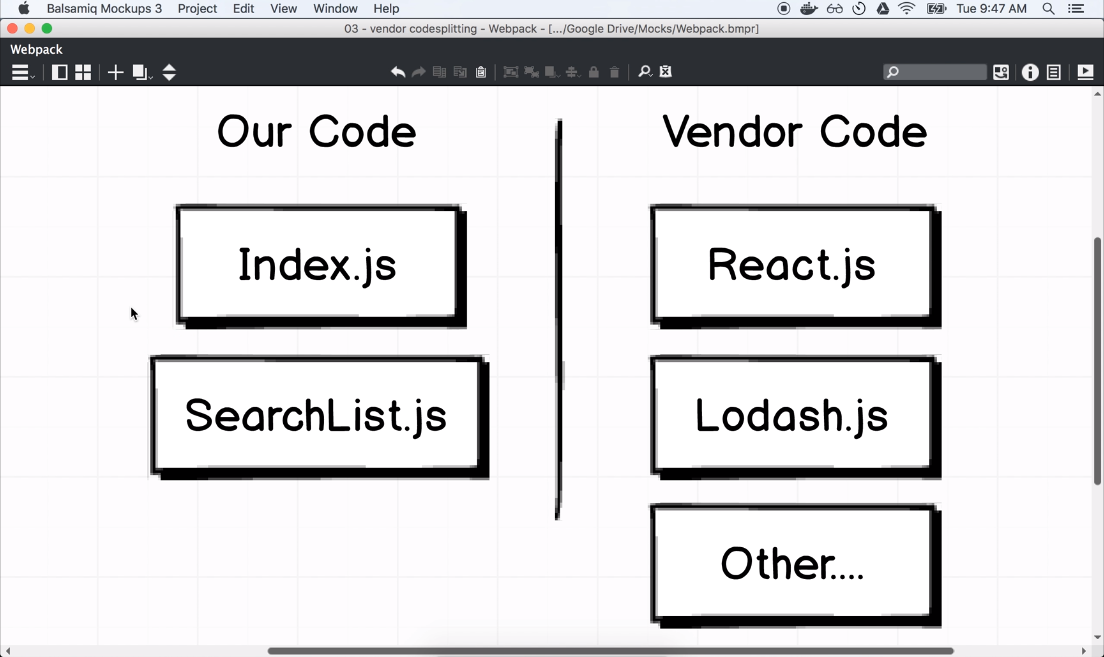 Balsamiq Mockups 3 Project Edit View Window Help Tue 9:47 AM
03 - vendor codesplitting - Webpack - [.../Google Drive/Mocks/Webpack.bmpr]
Webpack
Our Code
Vendor Code
Index.js
React.js
SearchList.js
Lodash.js
Other....